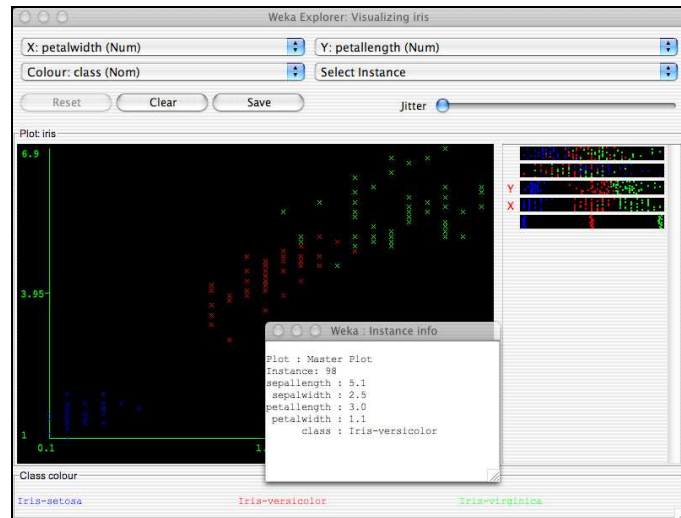 Weka Explorer: Visualizing iris
X: petalwidth (Num)
Y: petallength (Num)
Colour: class (Nom)
Select Instance
Reset
Clear
Save
Jitter
Plot: iris
6.9
3.95
1
0.1
1.
Y
X
Weka : Instance info
Plot : Master Plot
Instance: 98
sepallength : 5.1
sepalwidth : 2.5
petallength : 3.0
petalwidth : 1.1
class : Iris-versicolor
Class colour
Iris-setosa
Iris-versicolor
Iris-virginica